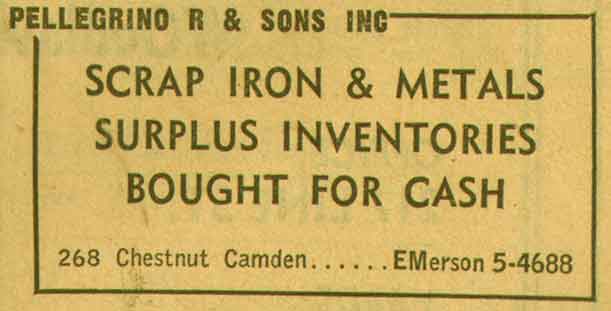 PELLEGRINO R & SONS INC
SCRAP IRON & METALS
SURPLUS INVENTORIES
BOUGHT FOR CASH
268 Chestnut Camden......EMerson 5-4688